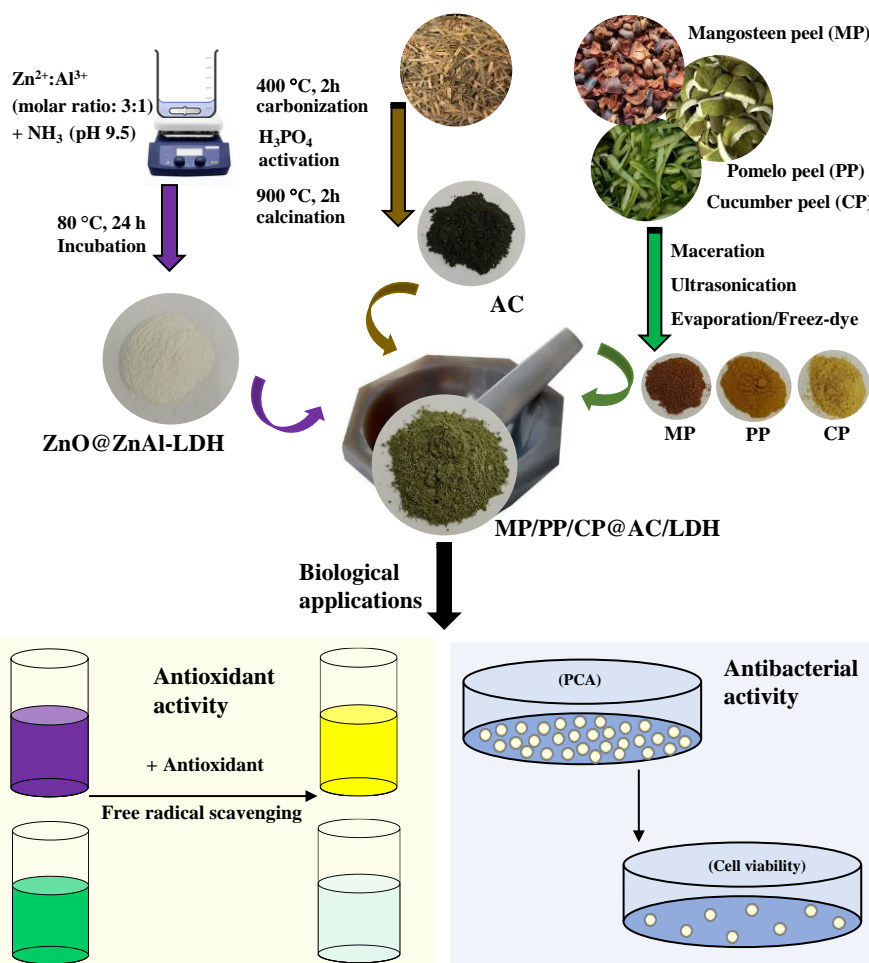 Zn²⁺:Al³⁺
(molar ratio: 3:1)
+ NH₃ (pH 9.5)
80 °C, 24 h
Incubation
ZnO@ZnAl-LDH
400 °C, 2h
carbonization
H₃PO₄
activation
900 °C, 2h
calcination
AC
Mangosteen peel (MP)
Pomelo peel (PP)
Cucumber peel (CP)
Maceration
Ultrasonication
Evaporation/Freez-dye
MP
PP
CP
MP/PP/CP@AC/LDH
Biological
applications
Antioxidant
activity
+ Antioxidant
Free radical scavenging
Antibacterial
activity
(PCA)
(Cell viability)